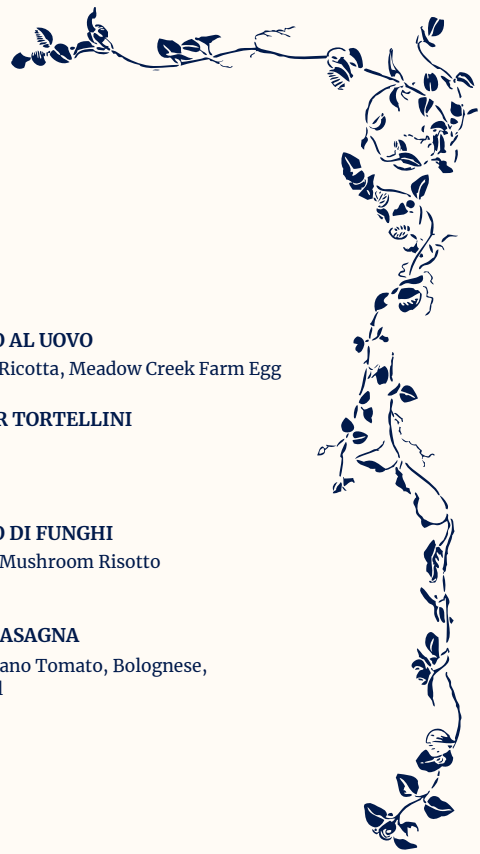 O AL UOVO
Ricotta, Meadow Creek Farm Egg
R TORTELLINI
O DI FUNGHI
Mushroom Risotto
ASAGNA
ano Tomato, Bolognese,
l